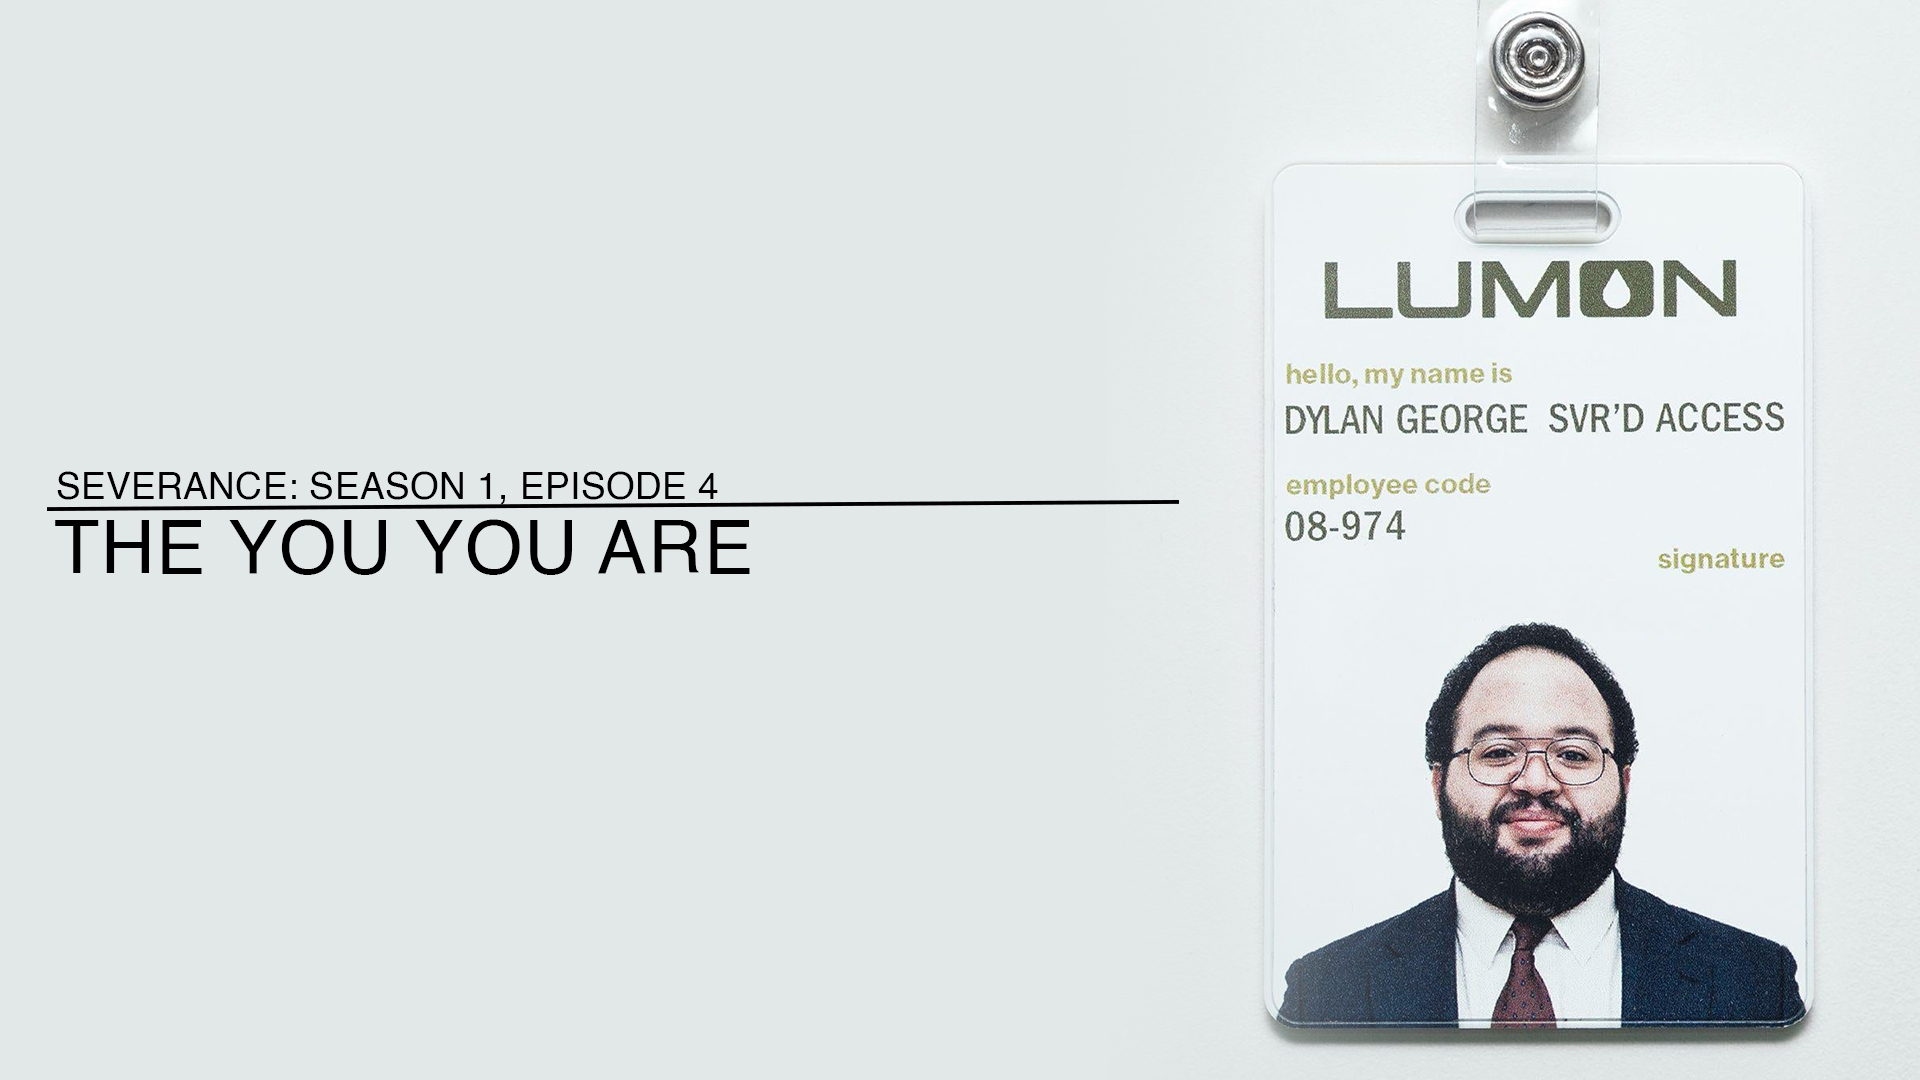 SEVERANCE: SEASON 1, EPISODE 4
THE YOU YOU ARE
LUMON
hello, my name is
DYLAN GEORGE SVR'D ACCESS
employee code
08-974
signature